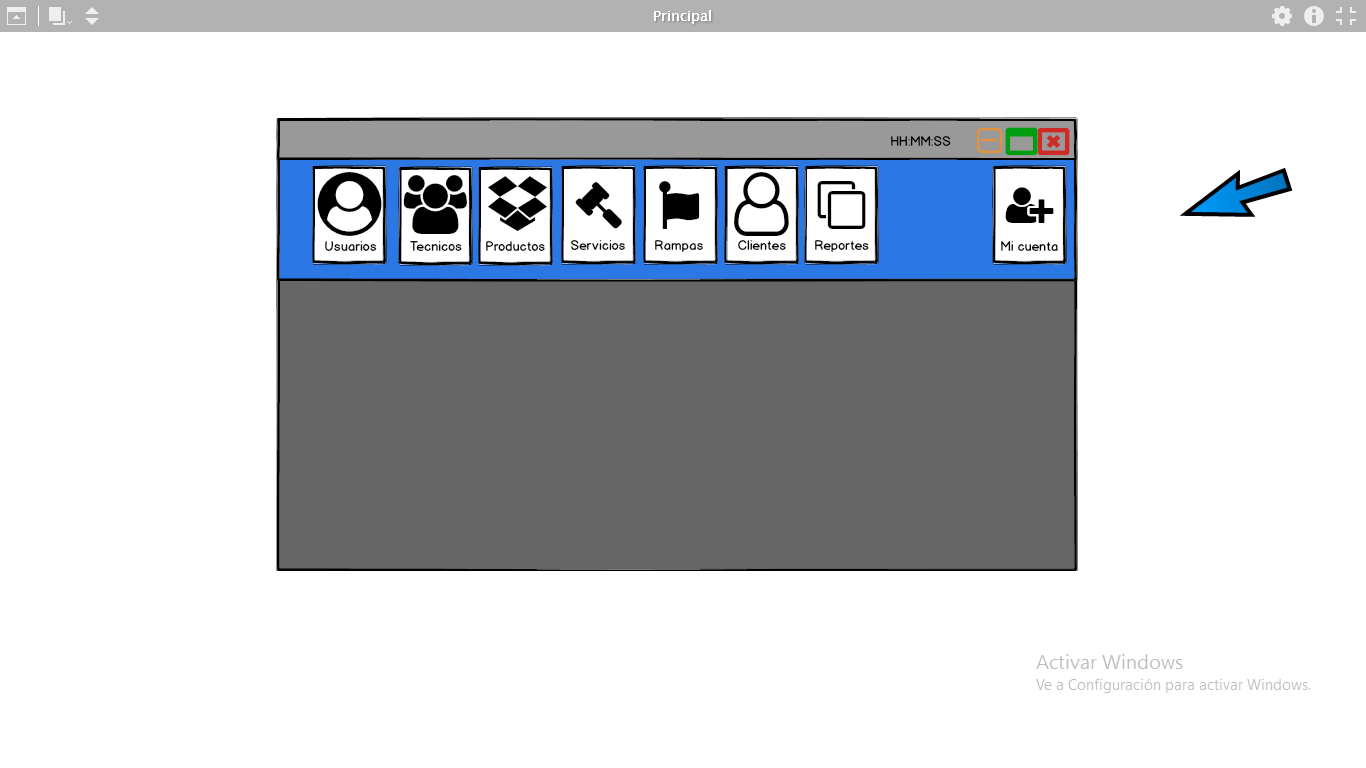 Principal
HH:MM:SS
Usuarios
Tecnicos
Productos
Servicios
Rampas
Clientes
Reportes
Mi cuenta
Activar Windows
Ve a Configuración para activar Windows.